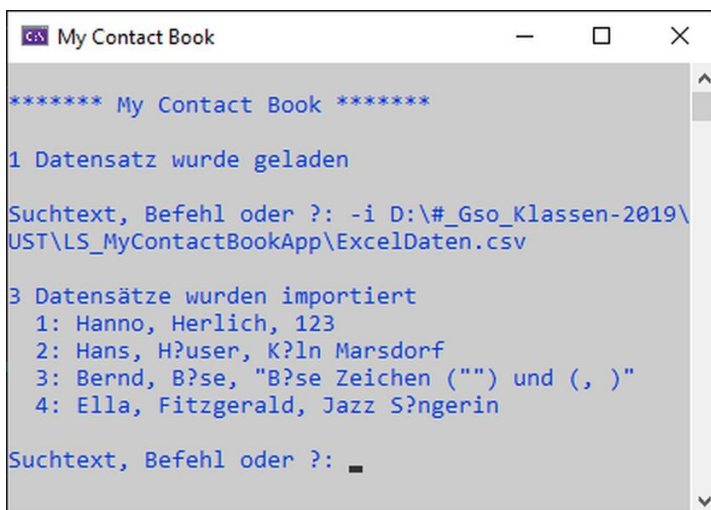 My Contact Book
******* My Contact Book *******
1 Datensatz wurde geladen
Suchtext, Befehl oder ?: -i D:\#_Gso_Klassen-2019\
UST\LS_MyContactBookApp\ExcelDaten.csv
3 Datensätze wurden importiert
1: Hanno, Herlich, 123
2: Hans, H?user, K?ln Marsdorf
3: Bernd, B?se, "B?se Zeichen ("") und (, )"
4: Ella, Fitzgerald, Jazz S?ngerin
Suchtext, Befehl oder ?: